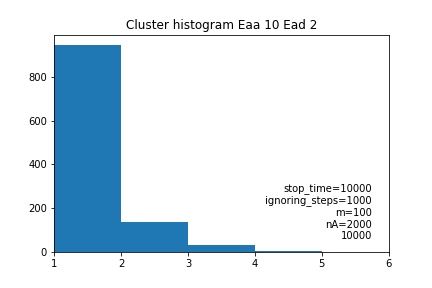 Cluster histogram Eaa 10 Ead 2
800
600
400
200
0
stop_time=10000
ignoring_steps=1000
m=100
nA=2000
10000
1 2 3 4 5 6